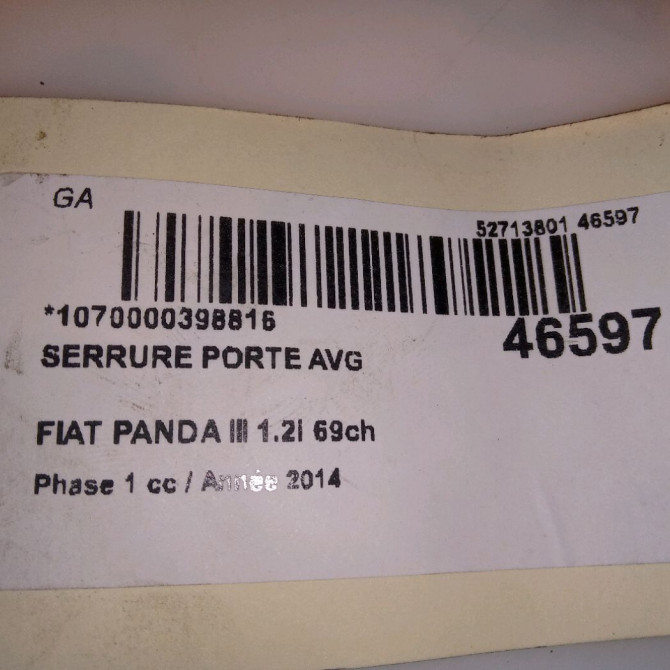 GA
52713801 46597
*1070000398816
46597
SERRURE PORTE AVG
FIAT PANDA III 1.2I 69ch
Phase 1 cc / Année 2014